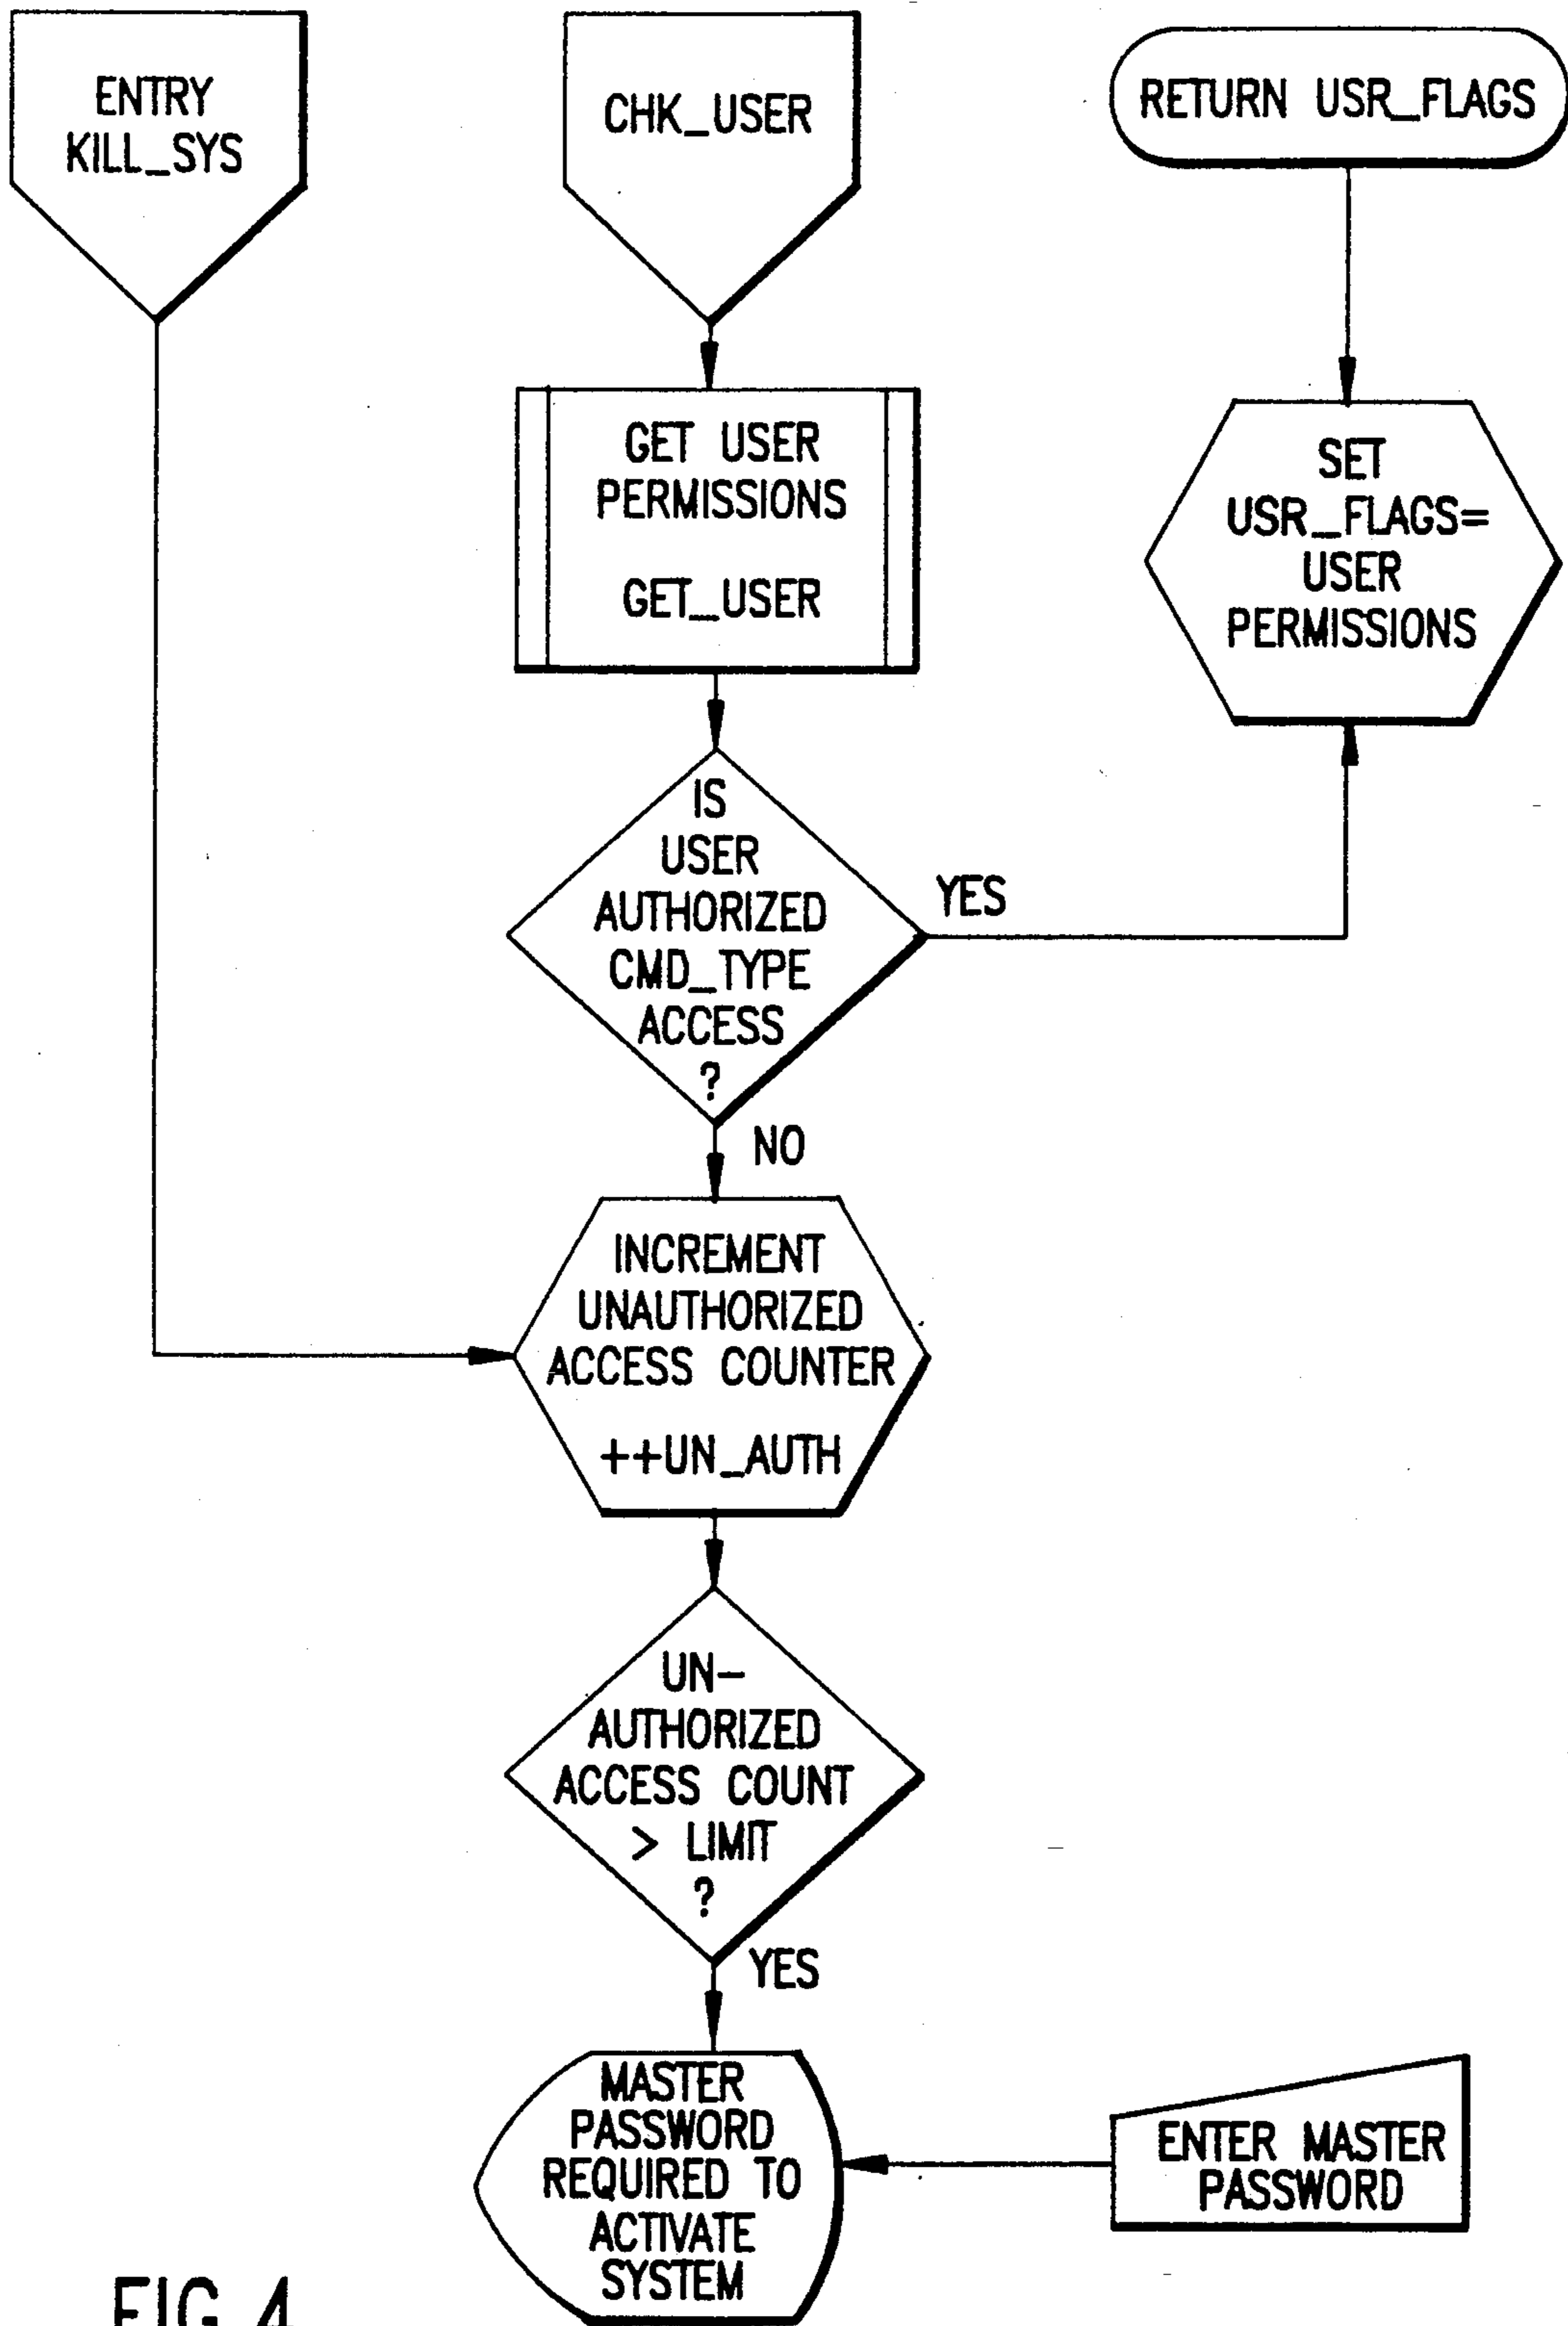 ENTRY
KILL_SYS
CHK_USER
RETURN USR_FLAGS
GET USER
PERMISSIONS
GET_USER
SET
USR_FLAGS=
USER
PERMISSIONS
IS
USER
AUTHORIZED
CMD_TYPE
ACCESS
?
YES
NO
INCREMENT
UNAUTHORIZED
ACCESS COUNTER
++UN_AUTH
UN-
AUTHORIZED
ACCESS COUNT
> LIMIT
?
YES
MASTER
PASSWORD
REQUIRED TO
ACTIVATE
SYSTEM
ENTER MASTER
PASSWORD
FIG. 4